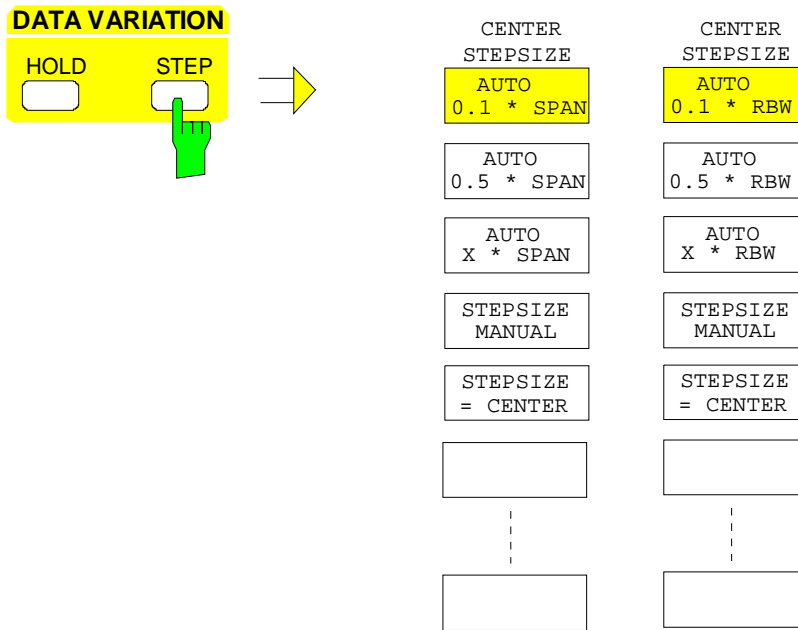 DATA VARIATION
HOLD
STEP
CENTER
STEPSIZE
AUTO
0.1 * SPAN
AUTO
0.5 * SPAN
AUTO
X * SPAN
STEPSIZE
MANUAL
STEPSIZE
= CENTER
CENTER
STEPSIZE
AUTO
0.1 * RBW
AUTO
0.5 * RBW
AUTO
X * RBW
STEPSIZE
MANUAL
STEPSIZE
= CENTER